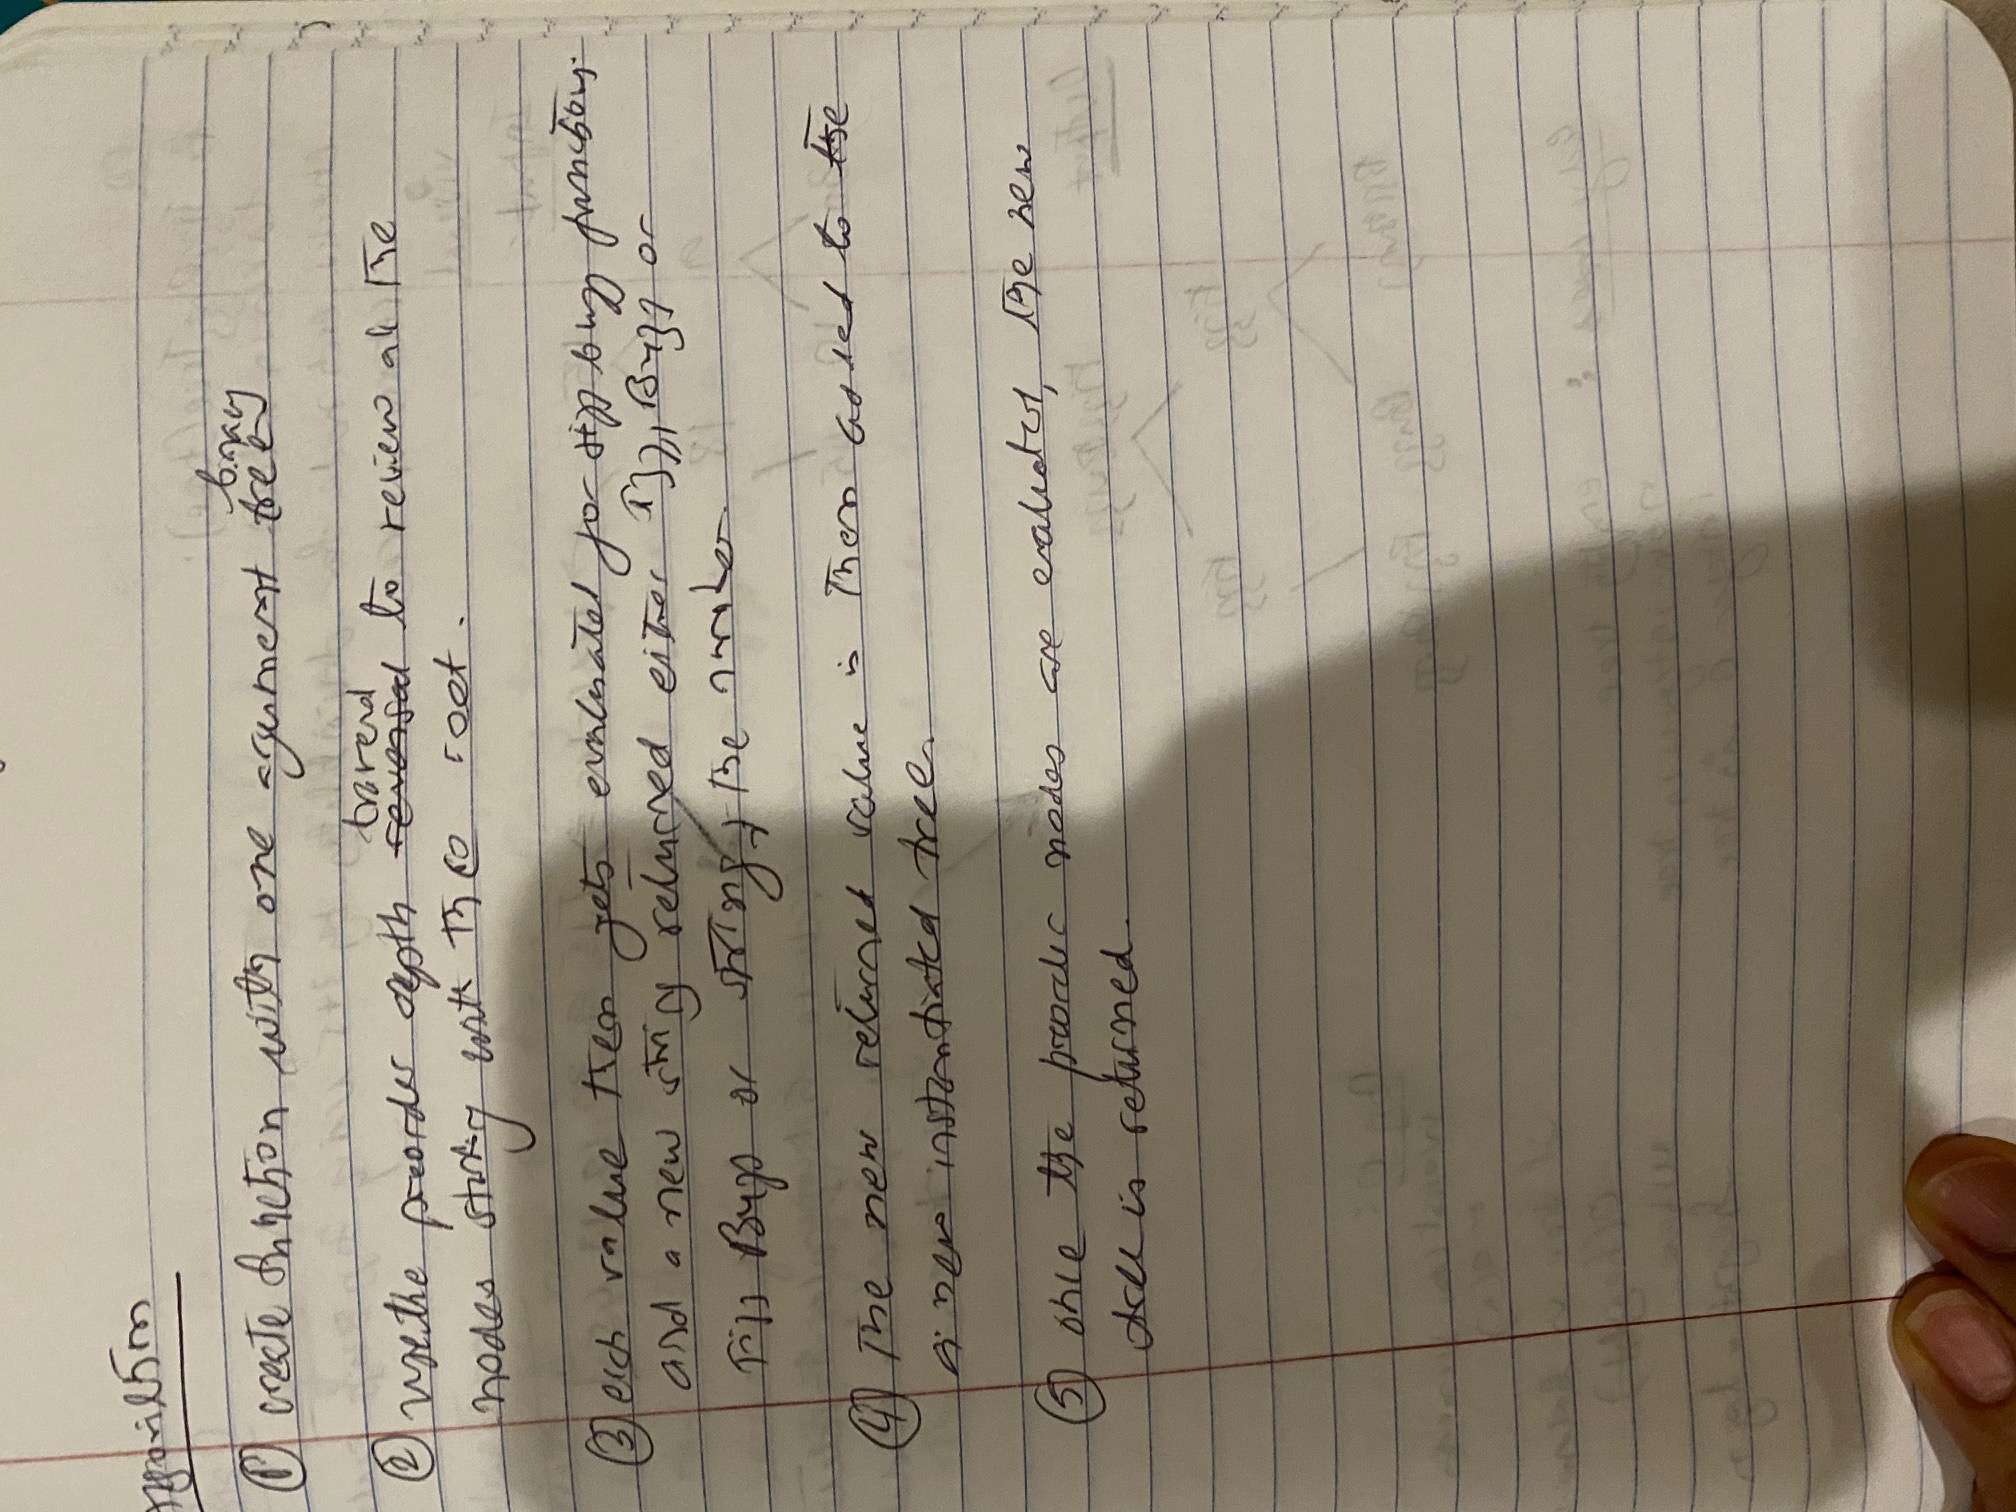 Algorithm
binary
① create function with one argument tree
traversal
② use the preorder depth reversed to review all the
nodes starting with the root.
③ each value then gets evaluated for fizz buzz function.
and a new string returned either Fizz, Buzz or
Fizz Buzz or string, the number.
④ The new returned value is then added to the
a new instantiated tree.
⑤ once the preorder nodes are evaluated, the new
tree is returned.